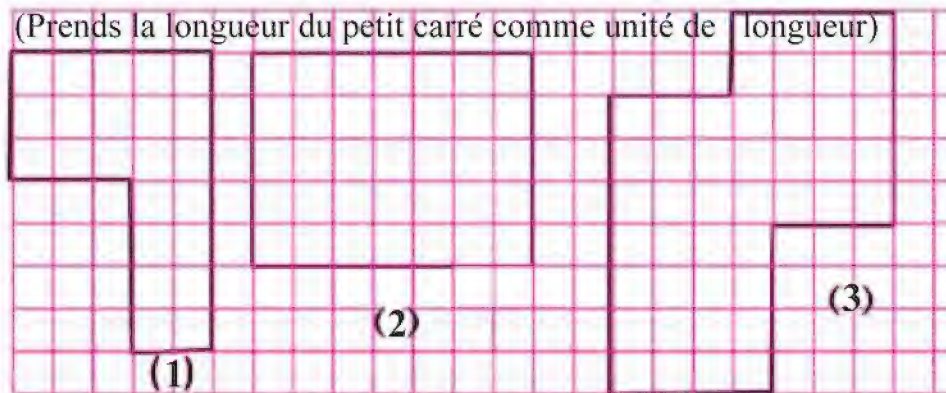 (Prends la longueur du petit carré comme unité de longueur)
(1)
(2)
(3)